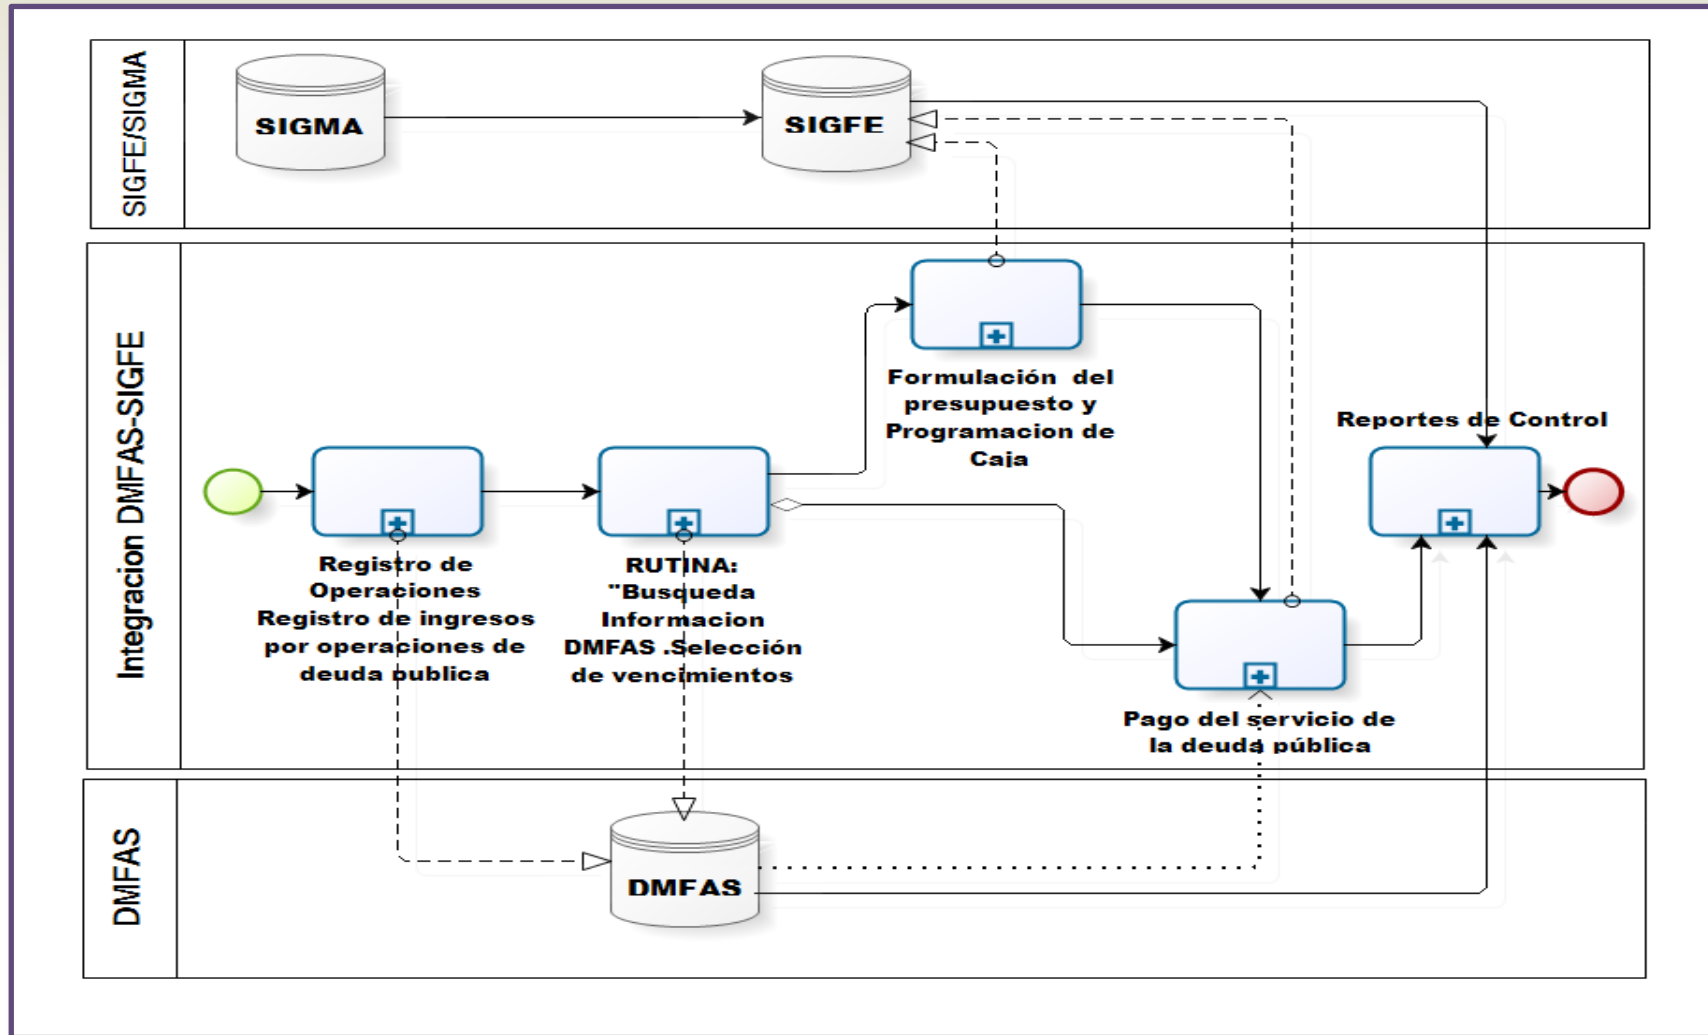 SIGFE/SIGMA
SIGMA
SIGFE
Integracion DMFAS-SIGFE
Formulación del
presupuesto y
Programacion de
Caja
Reportes de Control
Registro de
Operaciones
Registro de ingresos
por operaciones de
deuda publica
RUTINA:
"Busqueda
Informacion
DMFAS .Selección
de vencimientos
Pago del servicio de
la deuda pública
DMFAS
DMFAS